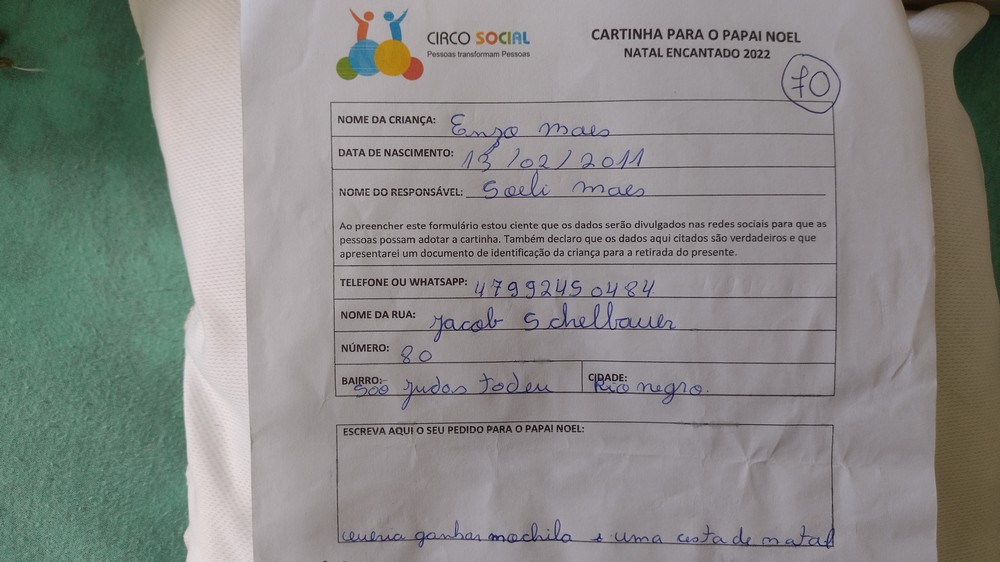 CIRCO SOCIAL
Pessoas transformam Pessoas
CARTINHA PARA O PAPAI NOEL
NATAL ENCANTADO 2022
70
NOME DA CRIANÇA: Enzo maes
DATA DE NASCIMENTO: 13/02/2011
NOME DO RESPONSÁVEL: Soeli maes
Ao preencher este formulário estou ciente que os dados serão divulgados nas redes sociais para que as
pessoas possam adotar a cartinha. Também declaro que os dados aqui citados são verdadeiros e que
apresentarei um documento de identificação da criança para a retirada do presente.
TELEFONE OU WHATSAPP: 47992450484
NOME DA RUA: Jacob Schelbauer
NÚMERO: 80
BAIRRO: São judas tadeu CIDADE: Rio negro.
ESCREVA AQUI O SEU PEDIDO PARA O PAPAI NOEL:
ganhar mochila e uma cesta de natal